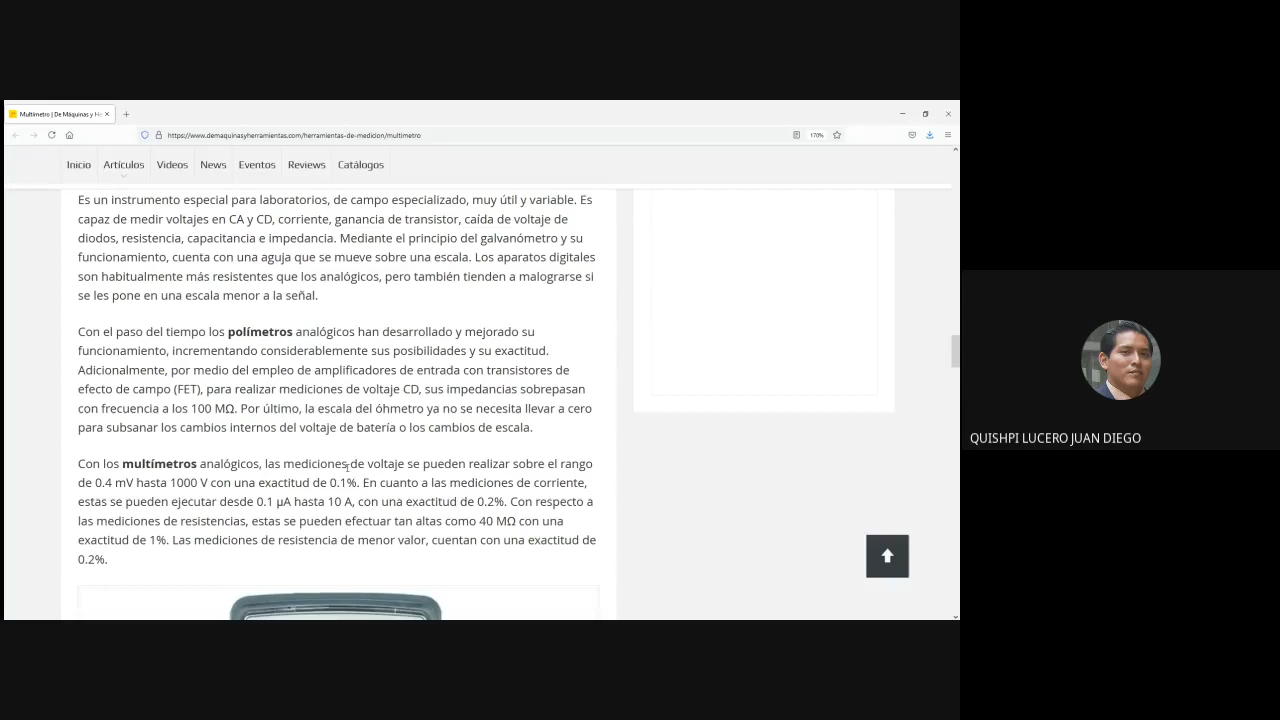 Multímetro | De Máquinas y He
https://www.demaquinasyherramientas.com/herramientas-de-medicion/multimetro
170%
Inicio
Artículos
Videos
News
Eventos
Reviews
Catálogos
Es un instrumento especial para laboratorios, de campo especializado, muy útil y variable. Es
capaz de medir voltajes en CA y CD, corriente, ganancia de transistor, caída de voltaje de
diodos, resistencia, capacitancia e impedancia. Mediante el principio del galvanómetro y su
funcionamiento, cuenta con una aguja que se mueve sobre una escala. Los aparatos digitales
son habitualmente más resistentes que los analógicos, pero también tienden a malograrse si
se les pone en una escala menor a la señal.
Con el paso del tiempo los polímetros analógicos han desarrollado y mejorado su
funcionamiento, incrementando considerablemente sus posibilidades y su exactitud.
Adicionalmente, por medio del empleo de amplificadores de entrada con transistores de
efecto de campo (FET), para realizar mediciones de voltaje CD, sus impedancias sobrepasan
con frecuencia a los 100 MΩ. Por último, la escala del óhmetro ya no se necesita llevar a cero
para subsanar los cambios internos del voltaje de batería o los cambios de escala.
Con los multímetros analógicos, las mediciones de voltaje se pueden realizar sobre el rango
de 0.4 mV hasta 1000 V con una exactitud de 0.1%. En cuanto a las mediciones de corriente,
estas se pueden ejecutar desde 0.1 µA hasta 10 A, con una exactitud de 0.2%. Con respecto a
las mediciones de resistencias, estas se pueden efectuar tan altas como 40 MΩ con una
exactitud de 1%. Las mediciones de resistencia de menor valor, cuentan con una exactitud de
0.2%.
QUISHPI LUCERO JUAN DIEGO